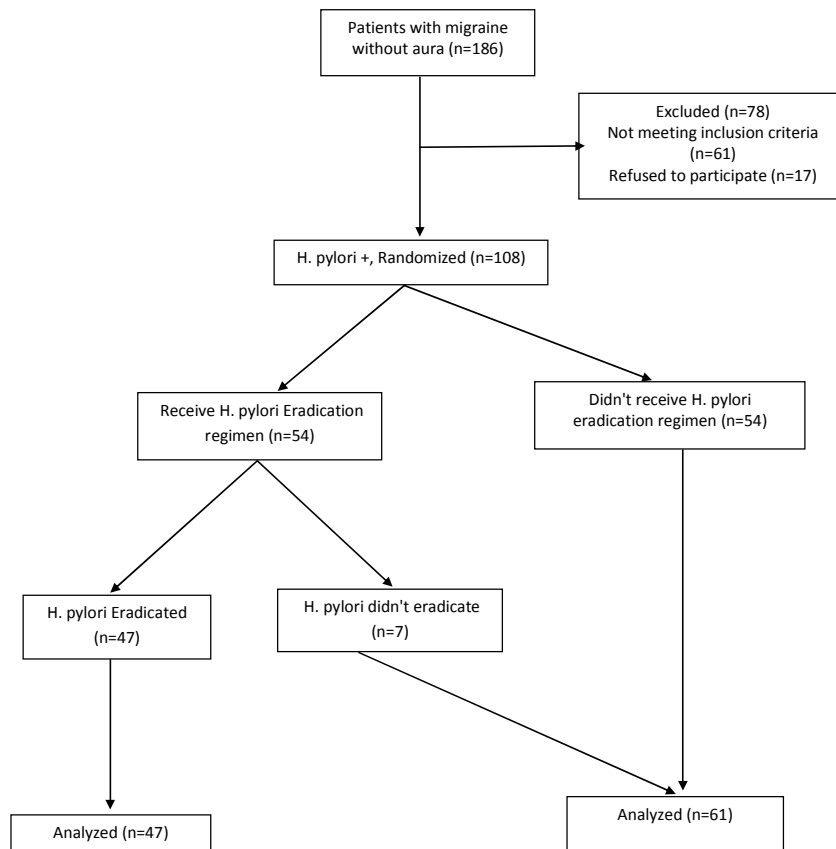 Patients with migraine
without aura (n=186)
Excluded (n=78)
Not meeting inclusion criteria
(n=61)
Refused to participate (n=17)
H. pylori +, Randomized (n=108)
Receive H. pylori Eradication
regimen (n=54)
Didn't receive H. pylori
eradication regimen (n=54)
H. pylori Eradicated
(n=47)
H. pylori didn't eradicate
(n=7)
Analyzed (n=47)
Analyzed (n=61)